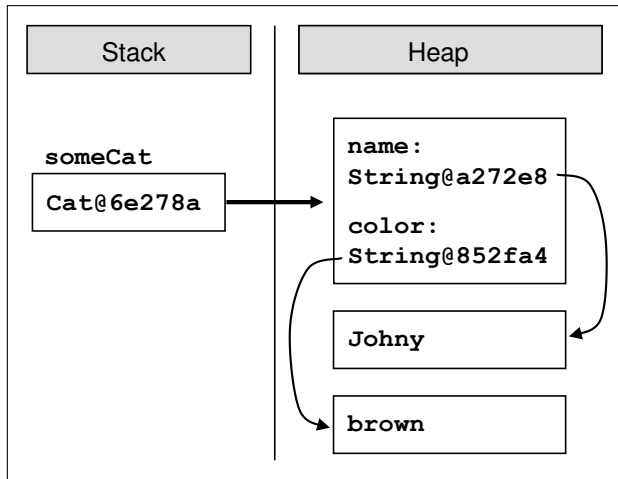 Stack
Heap
someCat
Cat@6e278a
name:
String@a272e8
color:
String@852fa4
Johny
brown